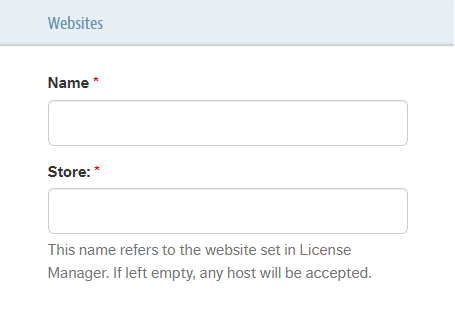 Websites
Name *
Store: *
This name refers to the website set in License
Manager. If left empty, any host will be accepted.